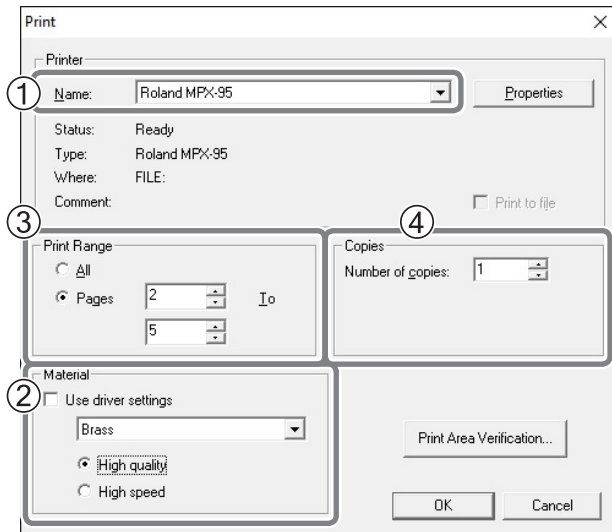 Print
Printer
① Name: Roland MPX-95 Properties
Status: Ready
Type: Roland MPX-95
Where: FILE:
Comment: Print to file
③ ④
Print Range
All
Pages 2 To
5
Copies
Number of copies: 1
Material
② Use driver settings
Brass
High quality
High speed
Print Area Verification...
OK Cancel